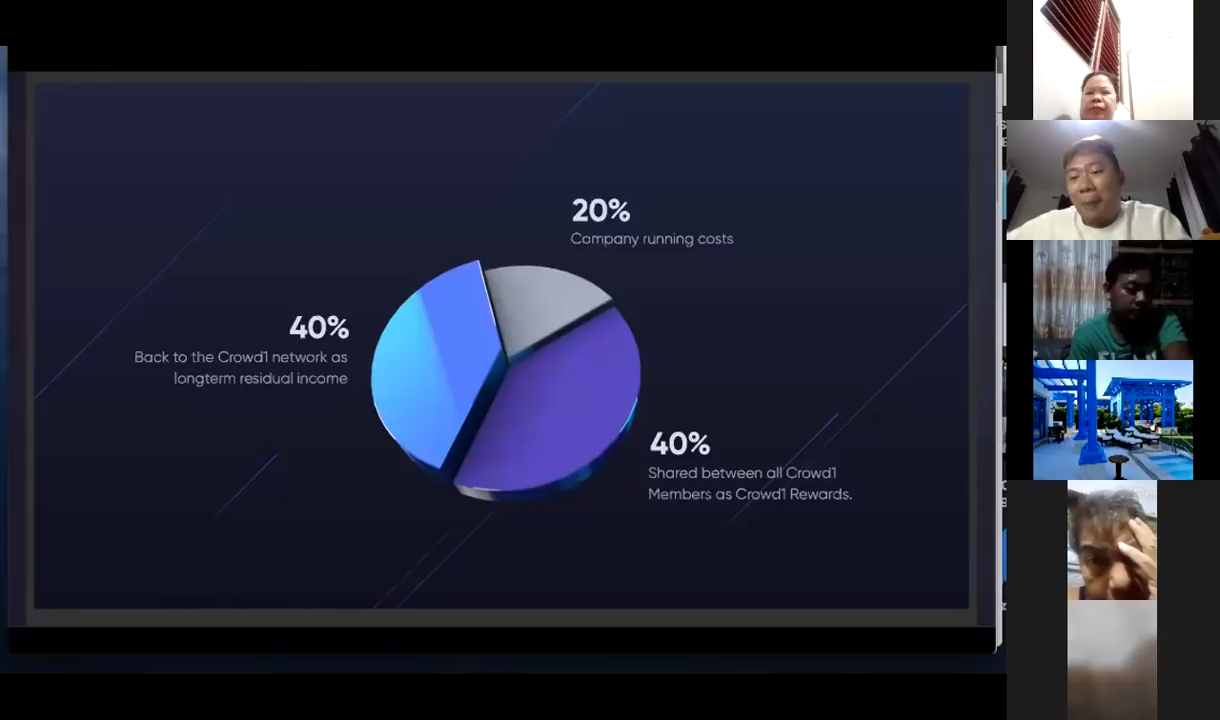 20%
Company running costs
40%
Back to the Crowd1 network as
longterm residual income
40%
Shared between all Crowd1
Members as Crowd1 Rewards.